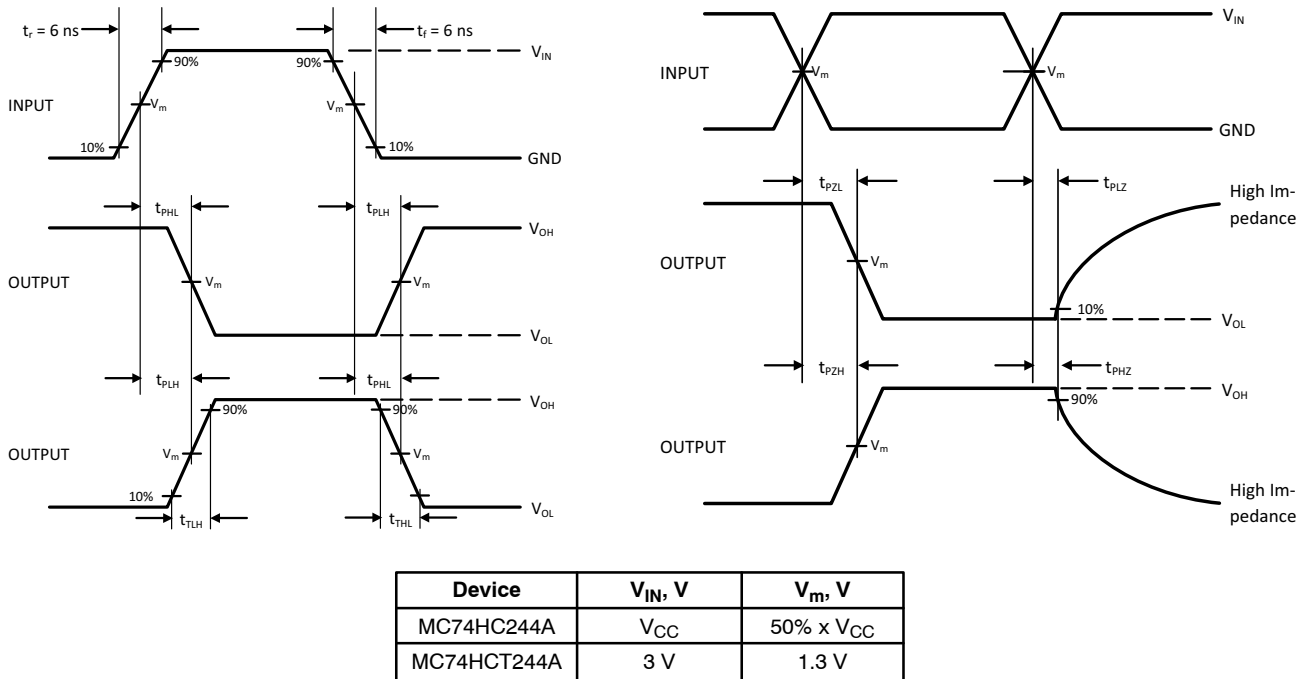 t_r = 6 ns
t_f = 6 ns
V_IN
90%
90%
INPUT
V_m
V_m
10%
10%
GND
t_PHL
t_PLH
V_OH
OUTPUT
V_m
V_m
V_OL
t_PLH
t_PHL
V_OH
90%
90%
OUTPUT
V_m
V_m
10%
V_OL
t_TLH
t_THL
V_IN
INPUT
V_m
V_m
GND
t_PZL
t_PLZ
High Im-
pedance
OUTPUT
V_m
10%
V_OL
t_PZH
t_PHZ
V_OH
90%
OUTPUT
V_m
High Im-
pedance
Device V_IN, V V_m, V
MC74HC244A V_CC 50% x V_CC
MC74HCT244A 3 V 1.3 V